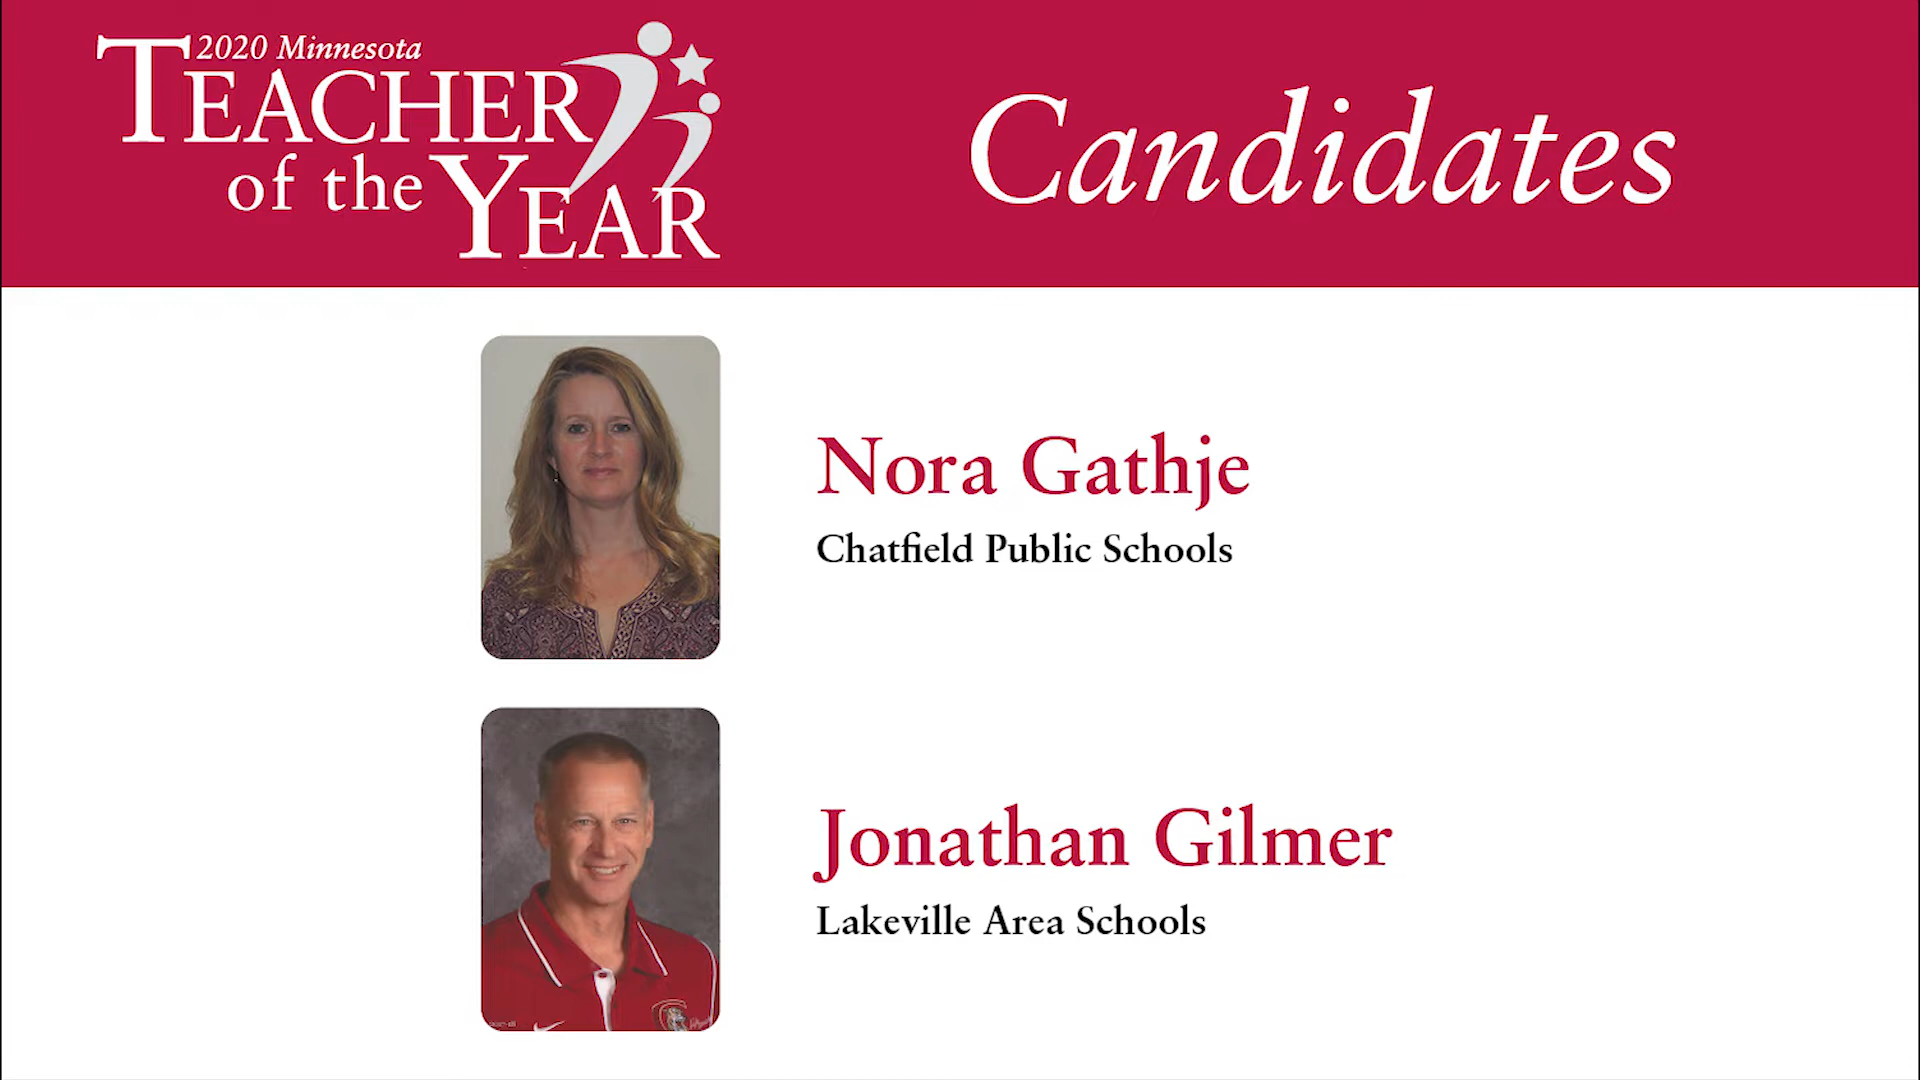 2020 Minnesota
TEACHER
of the YEAR
Candidates
Nora Gathje
Chatfield Public Schools
Jonathan Gilmer
Lakeville Area Schools